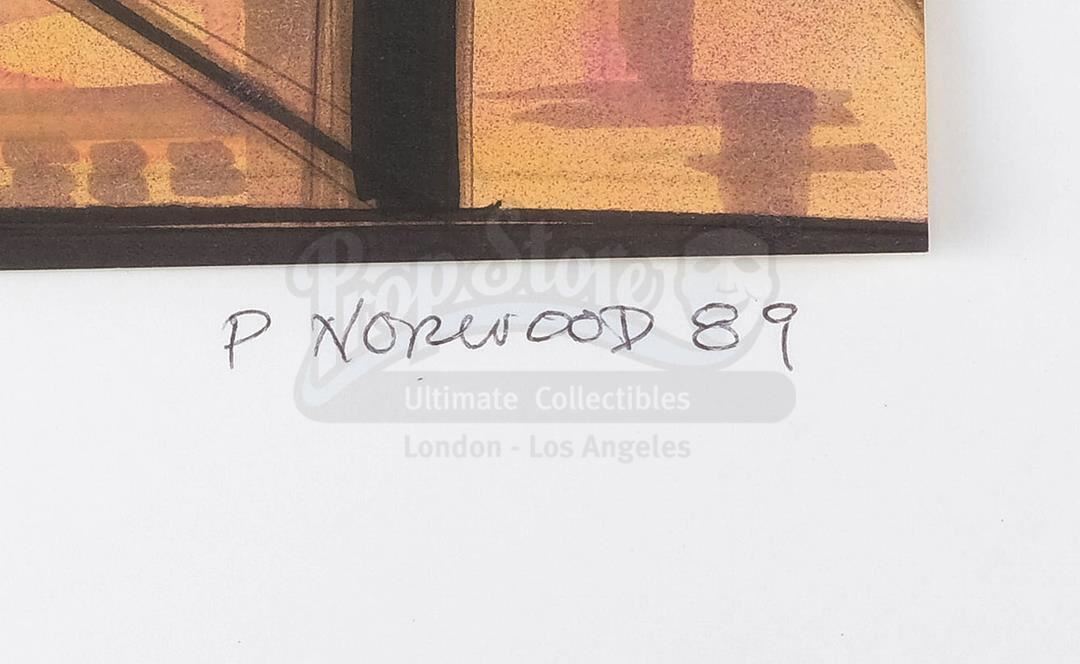 Prop Store
P NORWOOD 89
Ultimate Collectibles
London - Los Angeles